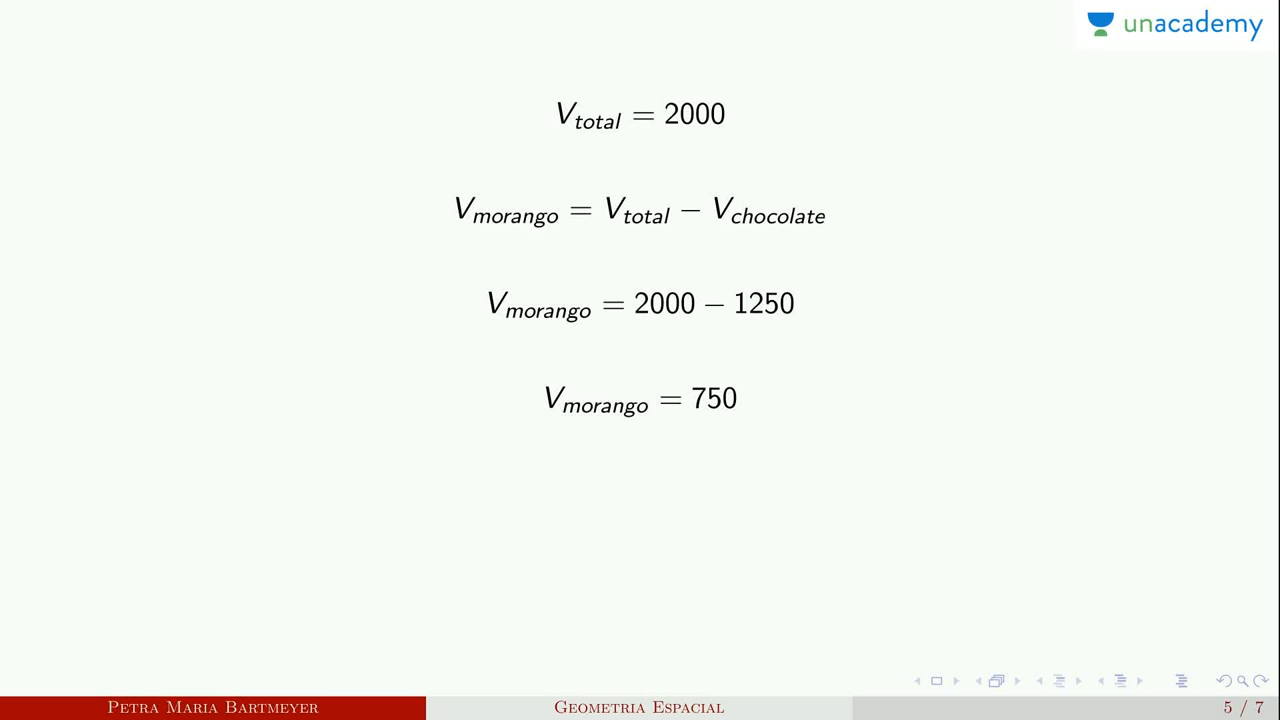 unacademy
V_total = 2000
V_morango = V_total − V_chocolate
V_morango = 2000 − 1250
V_morango = 750
PETRA MARIA BARTMEYER GEOMETRIA ESPACIAL 5 / 7